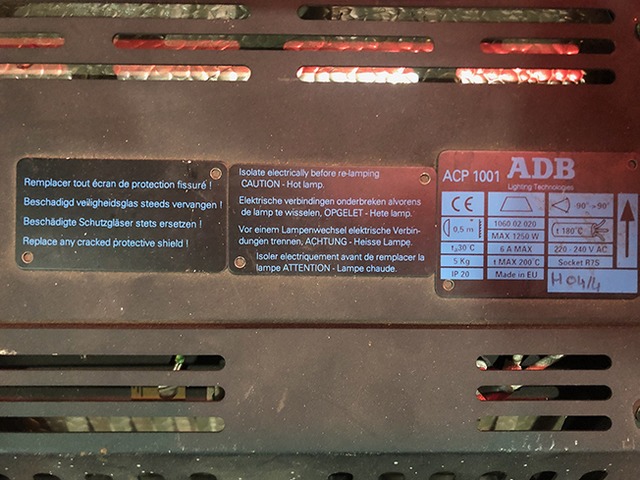 Remplacer tout écran de protection fissuré !
Beschadigd veiligheidsglas steeds vervangen !
Beschädigte Schutzgläser stets ersetzen !
Replace any cracked protective shield !
Isolate electrically before re-lamping
CAUTION - Hot lamp.
Elektrische verbindingen onderbreken alvorens
de lamp te wisselen, OPGELET - Hete lamp.
Vor einem Lampenwechsel elektrische Verbin-
dungen trennen, ACHTUNG - Heisse Lampe.
Isoler electriquement avant de remplacer la
lampe ATTENTION - Lampe chaude.
ACP 1001 ADB
Lighting Technologies
CE
-90° > 90°
0,5 m
1060 02 020
MAX 1250 W
t 180°C
ta30°C
6 A MAX
220 - 240 V AC
5 Kg
t MAX 200°C
Socket R7S
IP 20
Made in EU
H 04/4